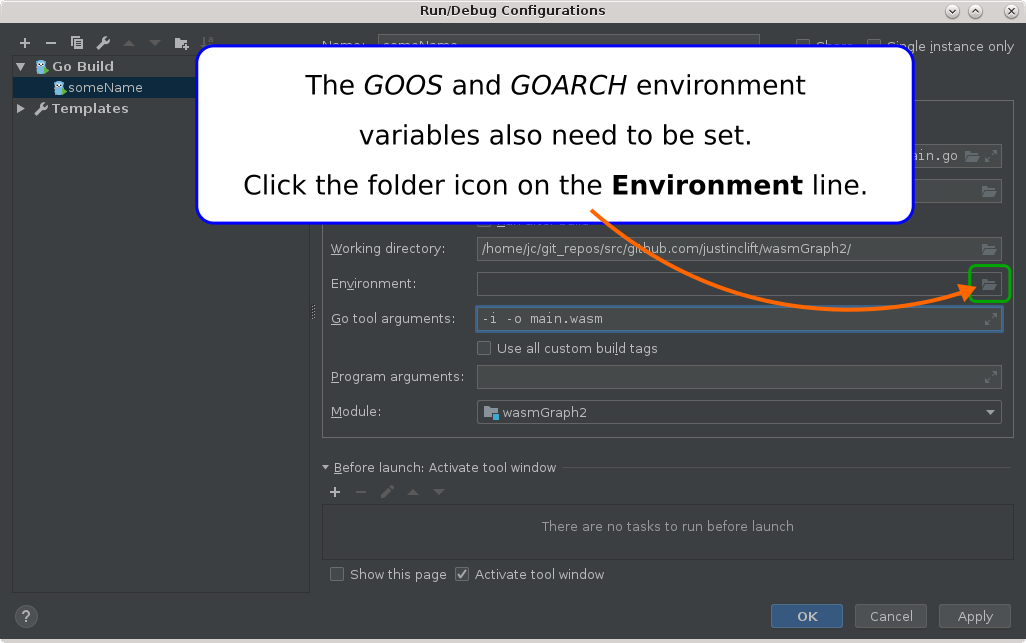 Run/Debug Configurations
Single instance only
Go Build
someName
Templates
The GOOS and GOARCH environment
variables also need to be set.
Click the folder icon on the Environment line.
ain.go
Working directory: /home/jc/git_repos/src/github.com/justinclift/wasmGraph2/
Environment:
Go tool arguments: -i -o main.wasm
Use all custom build tags
Program arguments:
Module: wasmGraph2
Before launch: Activate tool window
There are no tasks to run before launch
Show this page Activate tool window
? OK Cancel Apply